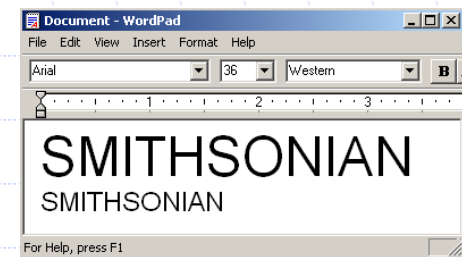 Document - WordPad
File Edit View Insert Format Help
Arial 36 Western B
1 2 3
SMITHSONIAN
SMITHSONIAN
For Help, press F1